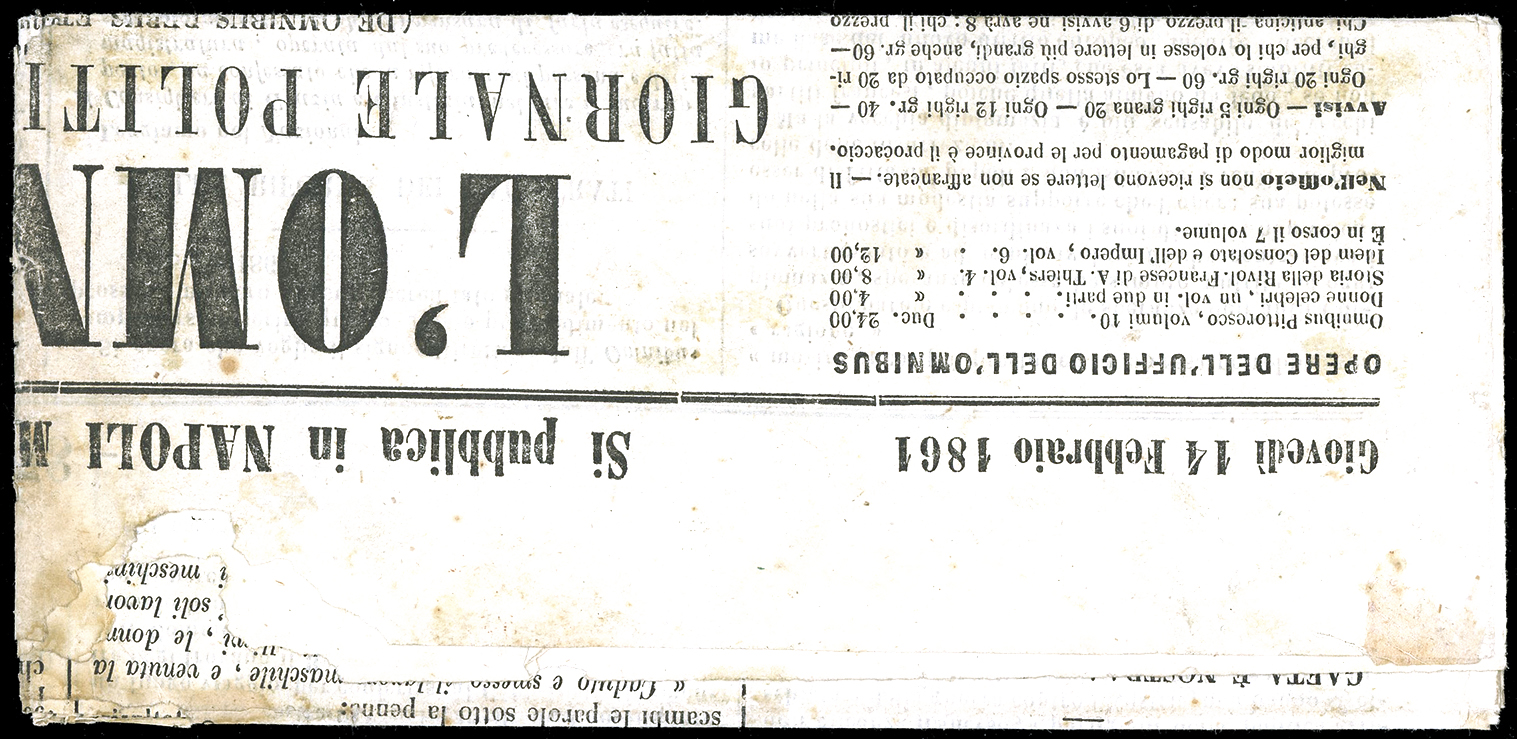 CAETA È NOSTRA!
scambi le parole sotto la penna:
« Caduto e spesso il
maschile, e venuta la
, le donn
soli lavor
i meschin
ch
Giovedì 14 Febbraio 1861
Si pubblica in NAPOLI M
OPERE DELL'UFFICIO DELL'OMNIBUS
Omnibus Pittoresco, volumi 10. . . . . Duc. 24,00
Donne celebri, un vol. in due parti. . . . « 4,00
Storia della Rivol. Francese di A. Thiers, vol. 4. « 8,00
Idem del Consolato e dell'Impero, vol. 6. . « 12,00
È in corso il 7 volume.
Nell'officio non si ricevono lettere se non affrancate. — Il
miglior modo di pagamento per le province è il procaccio.
Avvisi — Ogni 5 righi grana 20 — Ogni 12 righi gr. 40 —
Ogni 20 righi gr. 60 — Lo stesso spazio occupato da 20 ri-
ghi, per chi lo volesse in lettere più grandi, anche gr. 60—
Chi anticipa il prezzo di 6 avvisi ne avrà 8: chi il prezzo
L'OMN
GIORNALE POLITI
(DE OMNIBUS REBUS ET